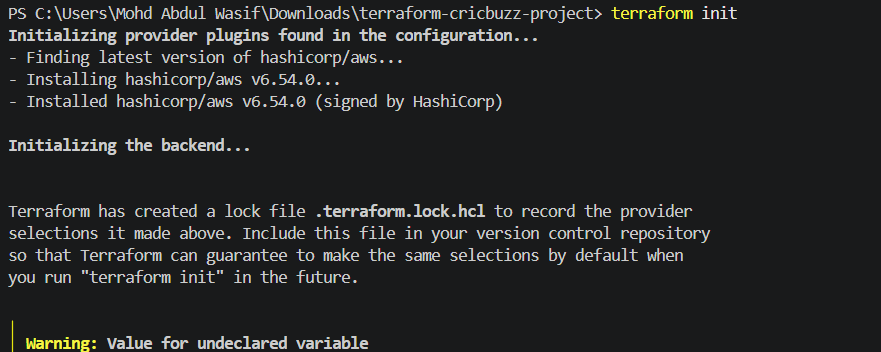 PS C:\Users\Mohd Abdul Wasif\Downloads\terraform-cricbuzz-project> terraform init
Initializing provider plugins found in the configuration...
- Finding latest version of hashicorp/aws...
- Installing hashicorp/aws v6.54.0...
- Installed hashicorp/aws v6.54.0 (signed by HashiCorp)
Initializing the backend...
Terraform has created a lock file .terraform.lock.hcl to record the provider
selections it made above. Include this file in your version control repository
so that Terraform can guarantee to make the same selections by default when
you run "terraform init" in the future.
Warning: Value for undeclared variable